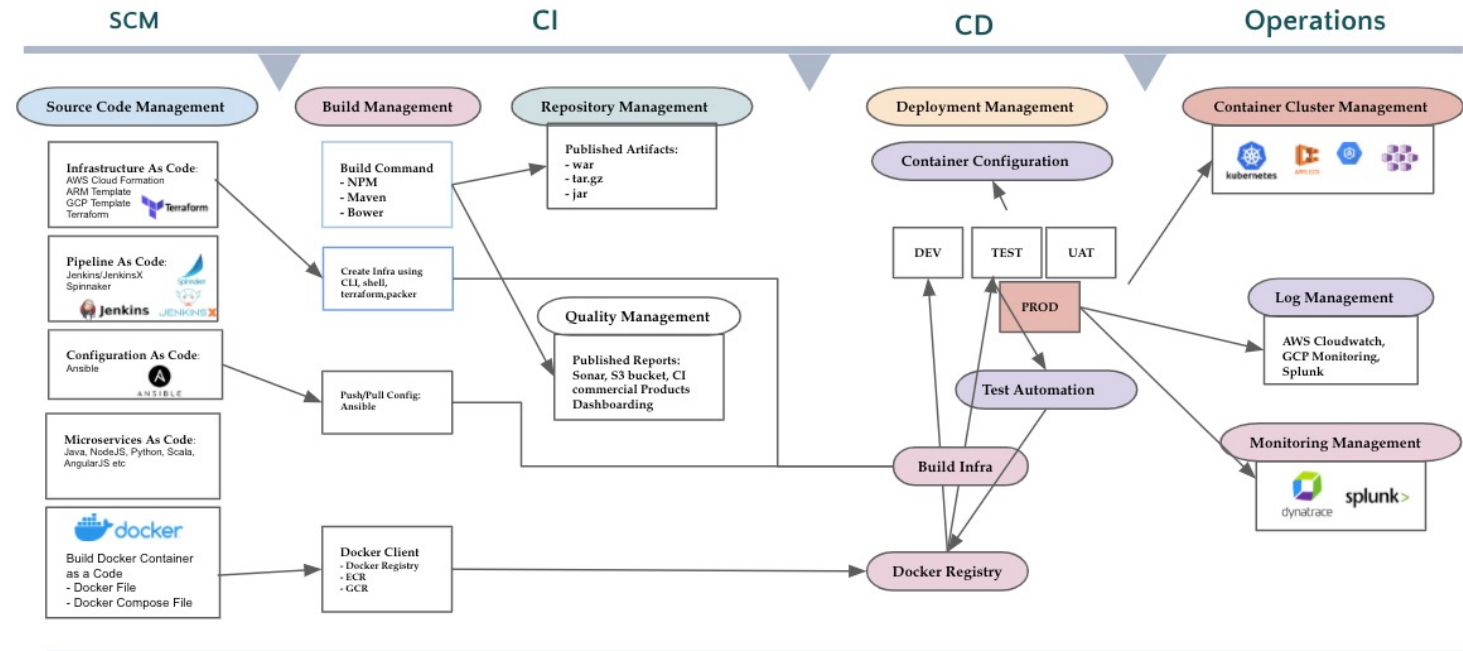 SCM
CI
CD
Operations
Source Code Management
Build Management
Repository Management
Deployment Management
Container Cluster Management
Infrastructure As Code:
AWS Cloud Formation
ARM Template
GCP Template
Terraform
Terraform
Pipeline As Code:
Jenkins/JenkinsX
Spinnaker
Spinnaker
Jenkins
JENKINS X
Configuration As Code:
Ansible
ANSIBLE
Microservices As Code:
Java, NodeJS, Python, Scala,
AngularJS etc
docker
Build Docker Container
as a Code
- Docker File
- Docker Compose File
Build Command
- NPM
- Maven
- Bower
Create Infra using
CLI, shell,
terraform,packer
Push/Pull Config:
Ansible
Docker Client
- Docker Registry
- ECR
- GCR
Published Artifacts:
- war
- tar.gz
- jar
Quality Management
Published Reports:
Sonar, S3 bucket, CI
commercial Products
Dashboarding
Container Configuration
DEV
TEST
UAT
PROD
Test Automation
Build Infra
Docker Registry
kubernetes
AWS ECS
Log Management
AWS Cloudwatch,
GCP Monitoring,
Splunk
Monitoring Management
dynatrace
splunk>